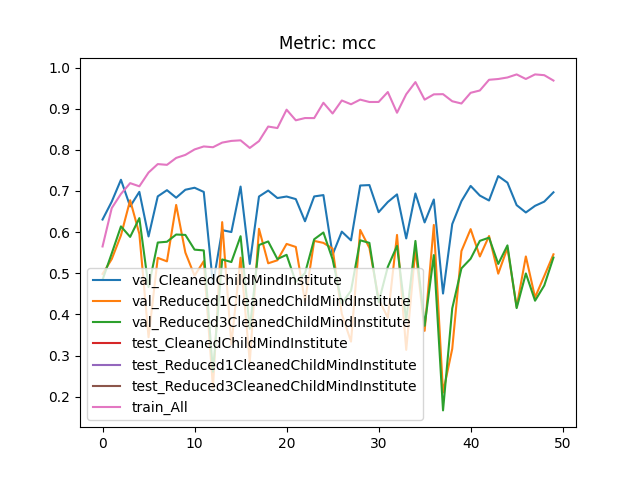 Metric: mcc
1.0
0.9
0.8
0.7
0.6
0.5
0.4
0.3
0.2
val_CleanedChildMindInstitute
val_Reduced1CleanedChildMindInstitute
val_Reduced3CleanedChildMindInstitute
test_CleanedChildMindInstitute
test_Reduced1CleanedChildMindInstitute
test_Reduced3CleanedChildMindInstitute
train_All
0 10 20 30 40 50